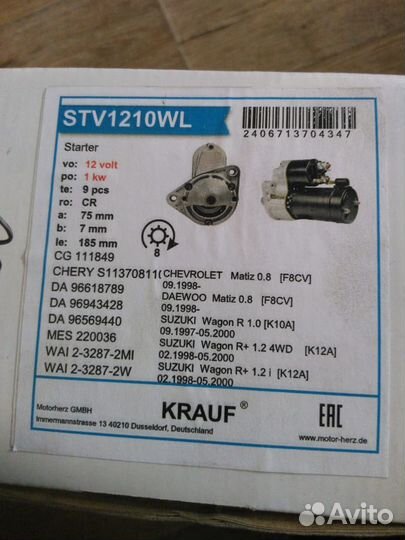 STV1210WL
2406713704347
Starter
vo: 12 volt
po: 1 kw
te: 9 pcs
ro: CR
a: 75 mm
b: 7 mm
le: 185 mm
8
CG 111849
CHERY S1137081
DA 96618789
DA 96943428
DA 96569440
MES 220036
WAI 2-3287-2MI
WAI 2-3287-2W
CHEVROLET Matiz 0.8 [F8CV]
09.1998-
DAEWOO Matiz 0.8 [F8CV]
09.1998-
SUZUKI Wagon R 1.0 [K10A]
09.1997-05.2000
SUZUKI Wagon R+ 1.2 4WD [K12A]
02.1998-05.2000
SUZUKI Wagon R+ 1.2 i [K12A]
02.1998-05.2000
Motorherz GMBH
Immermannstrasse 13 40210 Dusseldorf, Deutschland
KRAUF ®
EAC
www.motor-herz.de
Avito